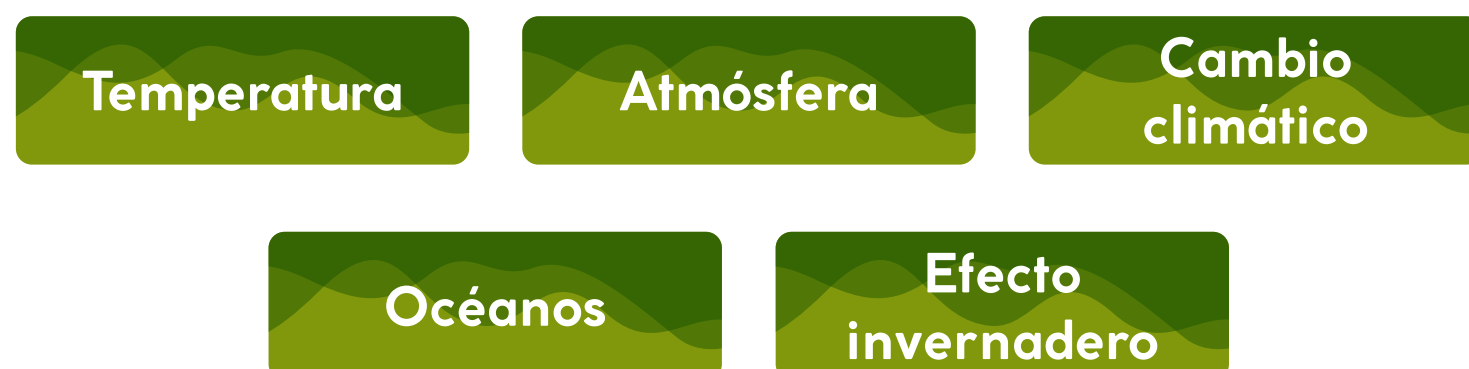 Temperatura
Atmósfera
Cambio
climático
Océanos
Efecto
invernadero